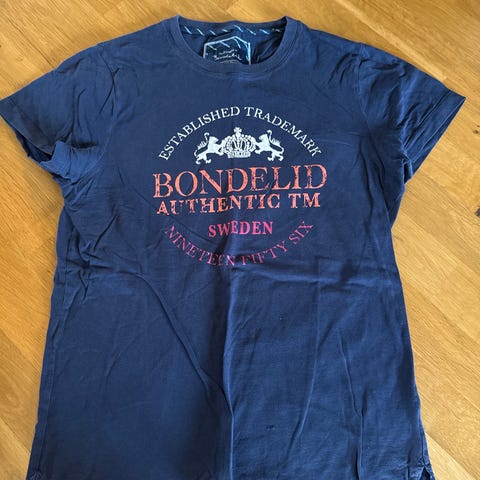 ESTABLISHED TRADEMARK
BONDELID
AUTHENTIC TM
SWEDEN
NINETEEN FIFTY SIX